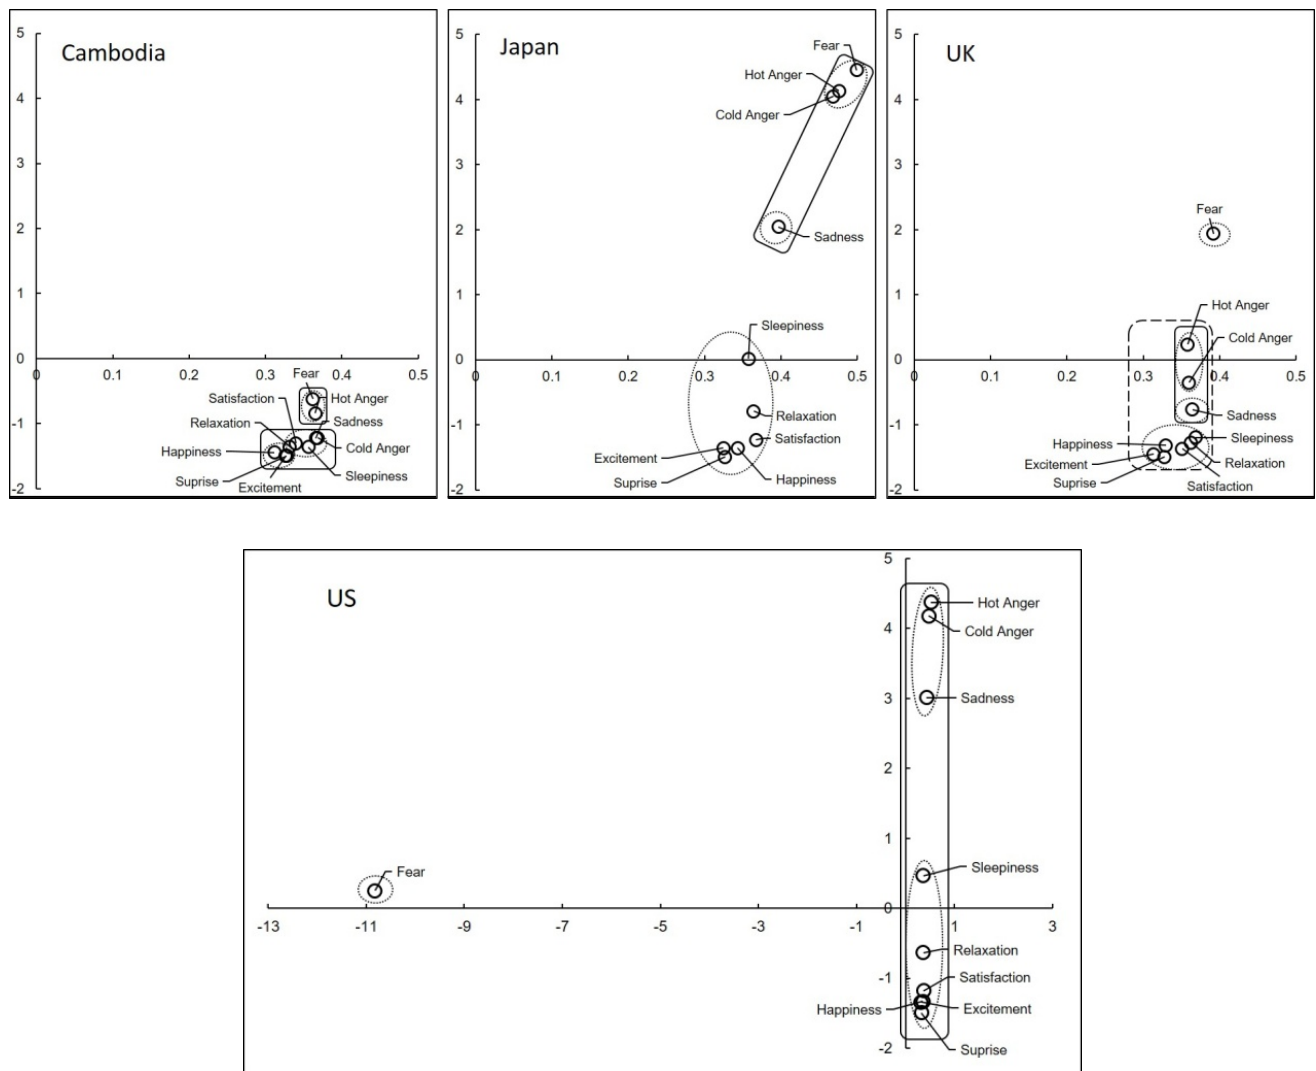 Cambodia
5
4
3
2
1
0
-1
-2
0 0.1 0.2 0.3 0.4 0.5
Fear
Satisfaction
Hot Anger
Relaxation
Sadness
Happiness
Cold Anger
Suprise
Sleepiness
Excitement
Japan
5
4
3
2
1
0
-1
-2
0 0.1 0.2 0.3 0.4 0.5
Fear
Hot Anger
Cold Anger
Sadness
Sleepiness
Relaxation
Satisfaction
Excitement
Suprise
Happiness
UK
5
4
3
2
1
0
-1
-2
0 0.1 0.2 0.3 0.4 0.5
Fear
Hot Anger
Cold Anger
Sadness
Happiness
Sleepiness
Excitement
Relaxation
Suprise
Satisfaction
US
5
4
3
2
1
0
-1
-2
-13 -11 -9 -7 -5 -3 -1 1 3
Hot Anger
Cold Anger
Sadness
Sleepiness
Fear
Relaxation
Satisfaction
Happiness
Excitement
Suprise